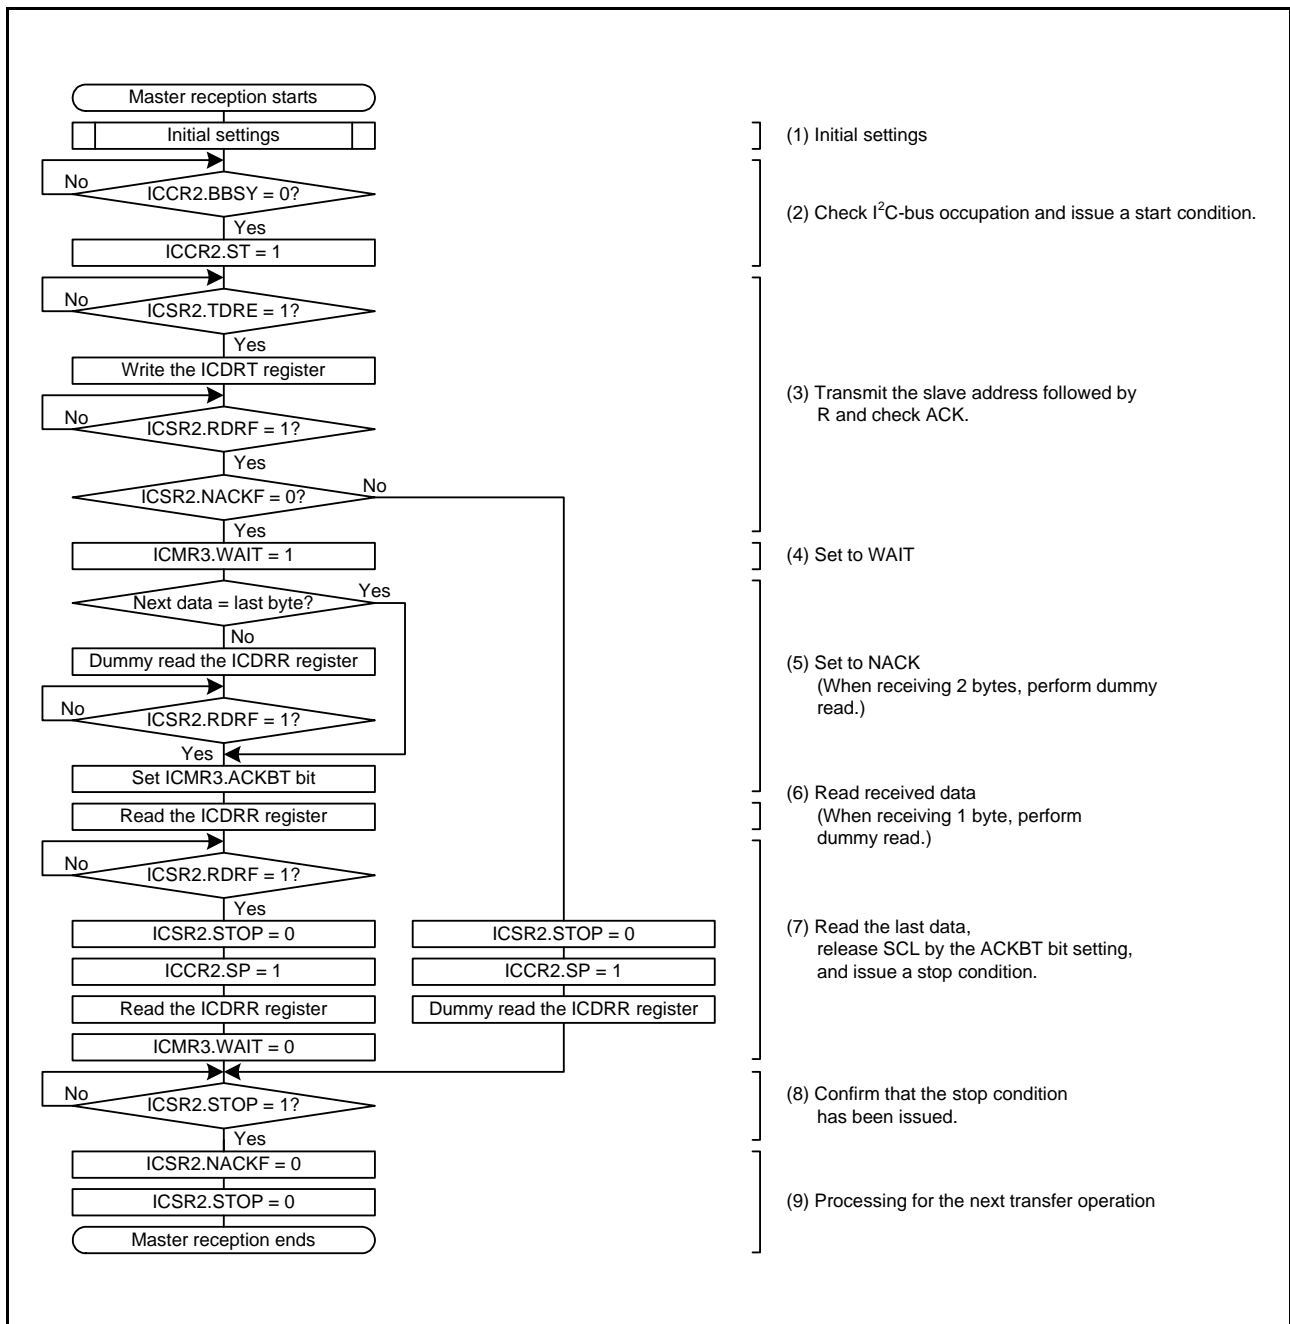 Master reception starts
Initial settings
(1) Initial settings
No
ICCR2.BBSY = 0?
Yes
ICCR2.ST = 1
(2) Check I²C-bus occupation and issue a start condition.
No
ICSR2.TDRE = 1?
Yes
Write the ICDRT register
No
ICSR2.RDRF = 1?
Yes
ICSR2.NACKF = 0?
No
Yes
(3) Transmit the slave address followed by
R and check ACK.
ICMR3.WAIT = 1
(4) Set to WAIT
Next data = last byte?
Yes
No
Dummy read the ICDRR register
No
ICSR2.RDRF = 1?
Yes
Set ICMR3.ACKBT bit
(5) Set to NACK
(When receiving 2 bytes, perform dummy
read.)
Read the ICDRR register
(6) Read received data
(When receiving 1 byte, perform
dummy read.)
No
ICSR2.RDRF = 1?
Yes
ICSR2.STOP = 0
ICCR2.SP = 1
Read the ICDRR register
ICMR3.WAIT = 0
ICSR2.STOP = 0
ICCR2.SP = 1
Dummy read the ICDRR register
(7) Read the last data,
release SCL by the ACKBT bit setting,
and issue a stop condition.
No
ICSR2.STOP = 1?
Yes
(8) Confirm that the stop condition
has been issued.
ICSR2.NACKF = 0
ICSR2.STOP = 0
(9) Processing for the next transfer operation
Master reception ends